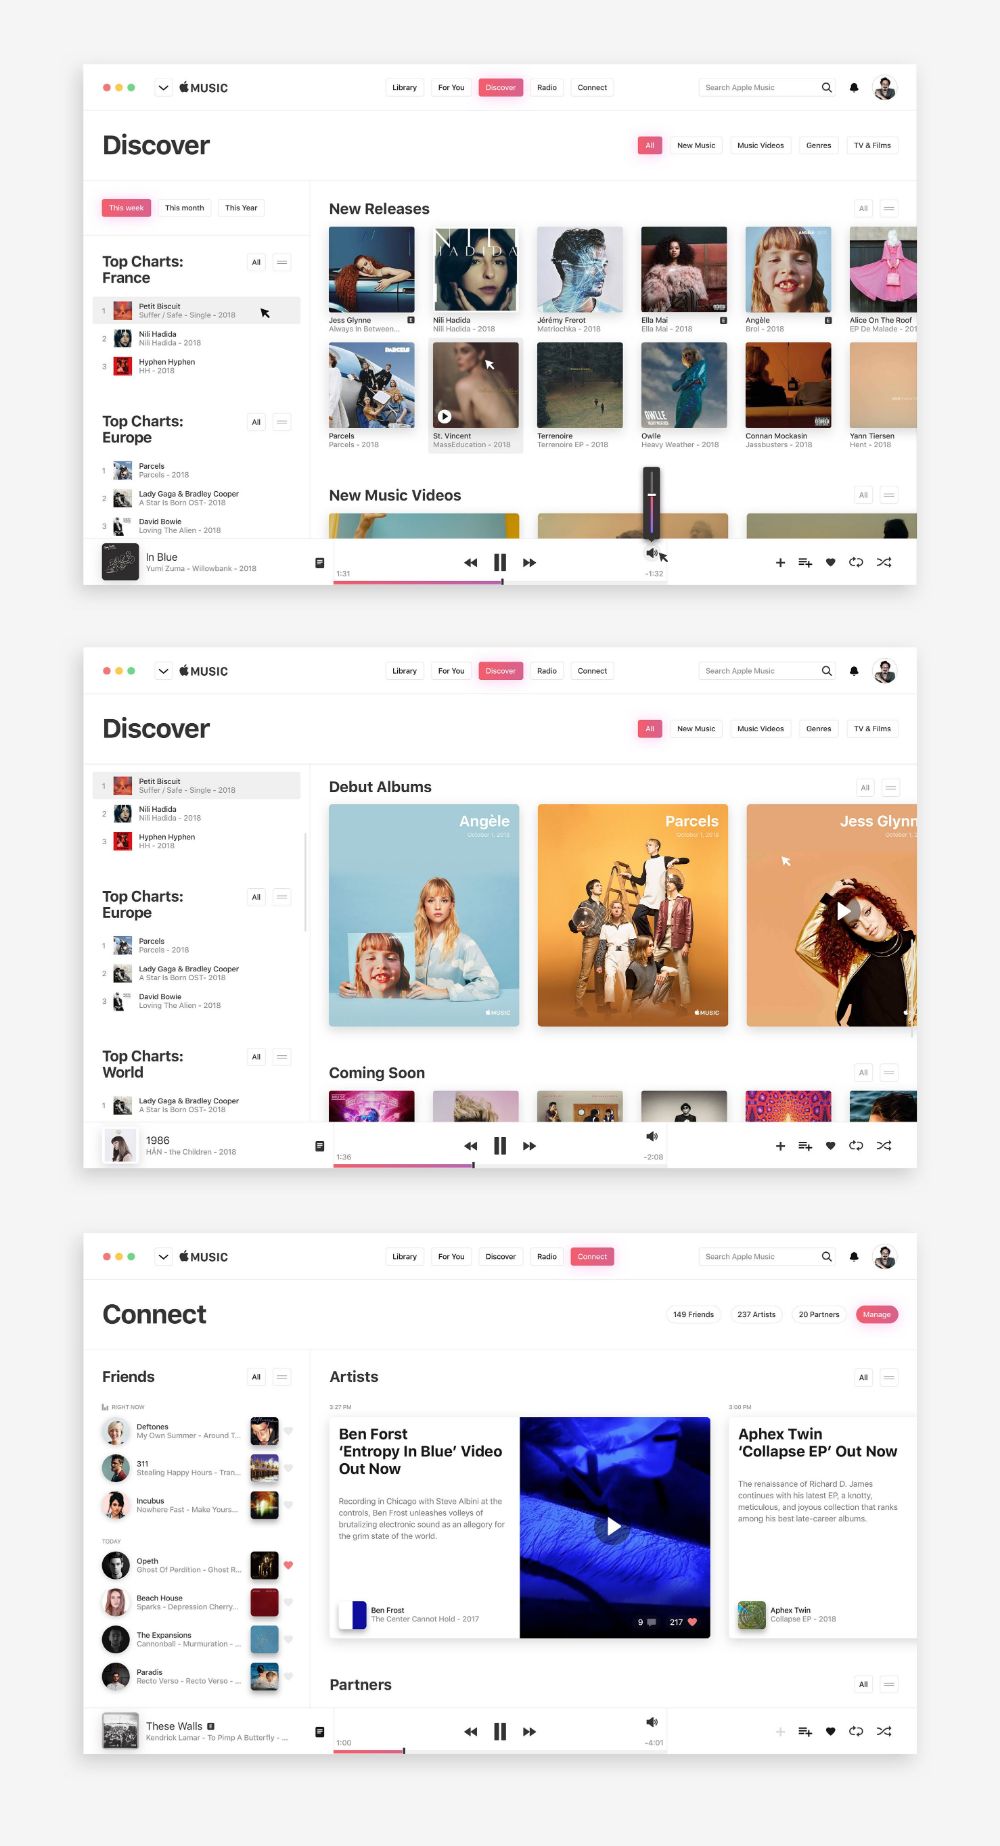 MUSIC
Library
For You
Discover
Radio
Connect
Search Apple Music
Discover
All
New Music
Music Videos
Genres
TV & Films
This week
This month
This Year
Top Charts:
France
All
1
Petit Biscuit
Suffer / Safe - Single - 2018
2
Nili Hadida
Nili Hadida - 2018
3
Hyphen Hyphen
HH - 2018
Top Charts:
Europe
All
1
Parcels
Parcels - 2018
2
Lady Gaga & Bradley Cooper
A Star Is Born OST- 2018
3
David Bowie
Loving The Alien - 2018
New Releases
All
NILI
HADIDA
ANGÈLE
Jess Glynne
E
Always In Between...
Nili Hadida
Nili Hadida - 2018
Jérémy Frerot
Matriochka - 2018
Ella Mai
E
Ella Mai - 2018
Angèle
E
Brol - 2018
Alice On The Roof
EP De Malade - 201
PARCELS
OWLLE
HEAVY WEATHER
Parcels
Parcels - 2018
St. Vincent
MassEducation - 2018
Terrenoire
Terrenoire EP - 2018
Owlle
Heavy Weather - 2018
Connan Mockasin
Jassbusters - 2018
Yann Tiersen
Hent - 2018
New Music Videos
All
In Blue
Yumi Zuma - Willowbank - 2018
1:31
-1:32
MUSIC
Library
For You
Discover
Radio
Connect
Search Apple Music
Discover
All
New Music
Music Videos
Genres
TV & Films
1
Petit Biscuit
Suffer / Safe - Single - 2018
2
Nili Hadida
Nili Hadida - 2018
3
Hyphen Hyphen
HH - 2018
Top Charts:
Europe
All
1
Parcels
Parcels - 2018
2
Lady Gaga & Bradley Cooper
A Star Is Born OST- 2018
3
David Bowie
Loving The Alien - 2018
Top Charts:
World
All
1
Lady Gaga & Bradley Cooper
A Star Is Born OST- 2018
Debut Albums
All
Angèle
October 1, 2018
MUSIC
Parcels
October 1, 2018
MUSIC
Jess Glynn
MUSIC
Coming Soon
All
MUSE
1986
HÅN - the Children - 2018
1:36
-2:08
MUSIC
Library
For You
Discover
Radio
Connect
Search Apple Music
Connect
149 Friends
237 Artists
20 Partners
Manage
Friends
All
RIGHT NOW
Deftones
My Own Summer - Around T...
311
Stealing Happy Hours - Tran...
Incubus
Nowhere Fast - Make Yours...
TODAY
Opeth
Ghost Of Perdition - Ghost R...
Beach House
Sparks - Depression Cherry...
The Expansions
Cannonball - Murmuration - ...
Paradis
Recto Verso - Recto Verso - ...
Artists
All
3:27 PM
Ben Forst
‘Entropy In Blue’ Video
Out Now
Recording in Chicago with Steve Albini at the
controls, Ben Frost unleashes volleys of
brutalizing electronic sound as an allegory for
the grim state of the world.
Ben Frost
The Center Cannot Hold - 2017
9
217
3:00 PM
Aphex Twin
‘Collapse EP’ Out Now
The renaissance of Richard D. James
continues with his latest EP, a knotty,
meticulous, and joyous collection that ranks
among his best late-career albums.
Aphex Twin
Collapse EP - 2018
Partners
All
These Walls
E
Kendrick Lamar - To Pimp A Butterfly - ...
1:00
-4:01